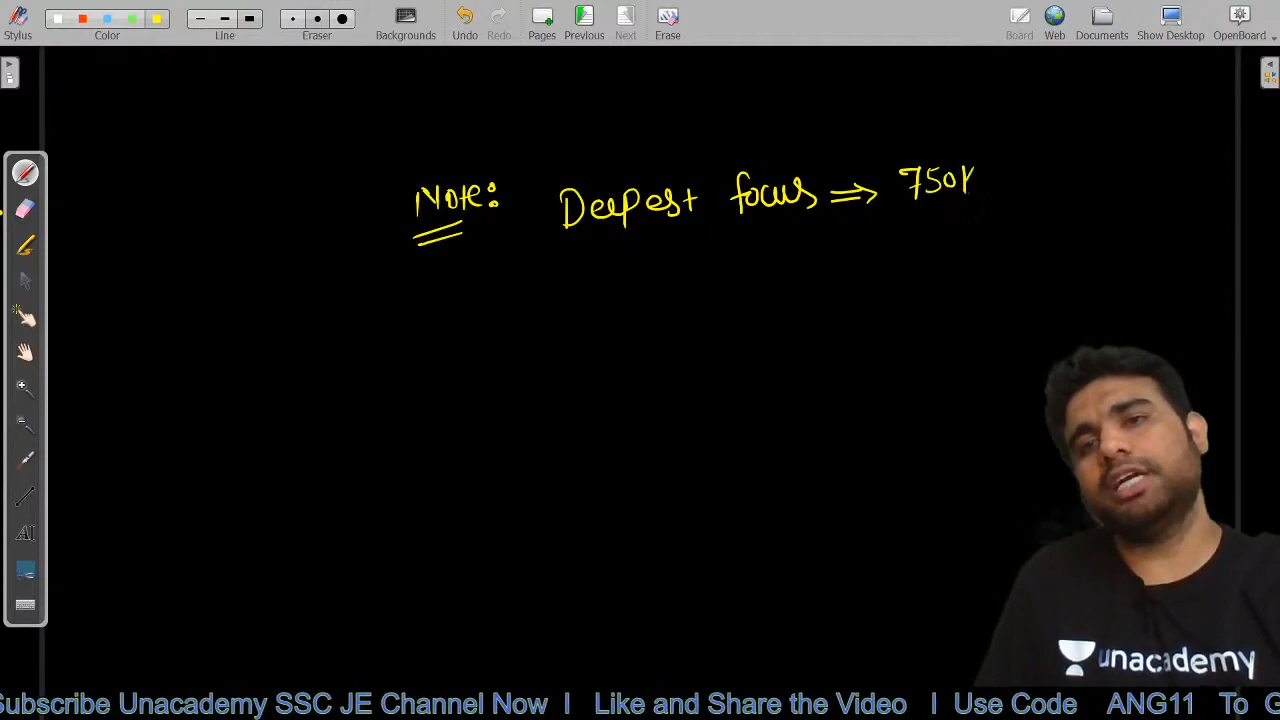 Color
Line
Eraser
Stylus
Backgrounds
Undo
Redo
Pages
Previous
Next
Erase
Board
Web
Documents
Show Desktop
OpenBoard
Note: Deepest focus ⇒ 750k
AI
unacademy
Subscribe Unacademy SSC JE Channel Now I Like and Share the Video I Use Code ANG11 To G